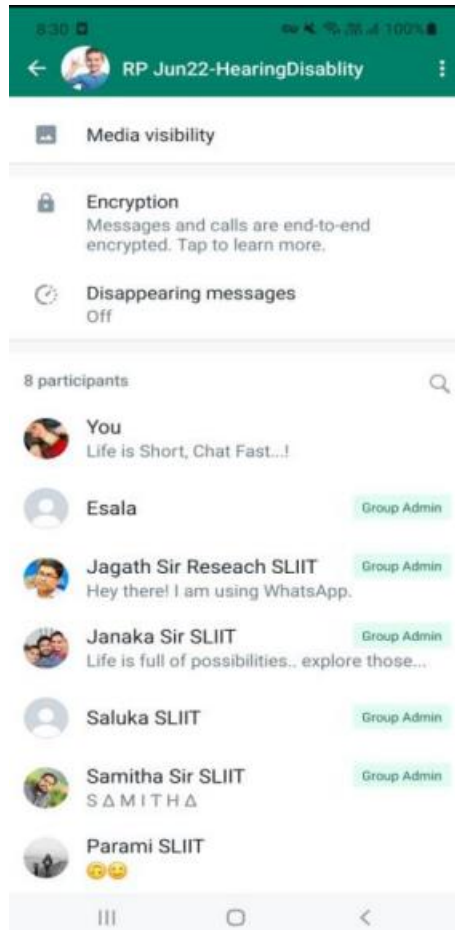 8:30 100%
RP Jun22-HearingDisablity
Media visibility
Encryption
Messages and calls are end-to-end
encrypted. Tap to learn more.
Disappearing messages
Off
8 participants
You
Life is Short, Chat Fast...!
Esala Group Admin
Jagath Sir Reseach SLIIT Group Admin
Hey there! I am using WhatsApp.
Janaka Sir SLIIT Group Admin
Life is full of possibilities.. explore those...
Saluka SLIIT Group Admin
Samitha Sir SLIIT Group Admin
S Δ M I T H Δ
Parami SLIIT
🙃😊